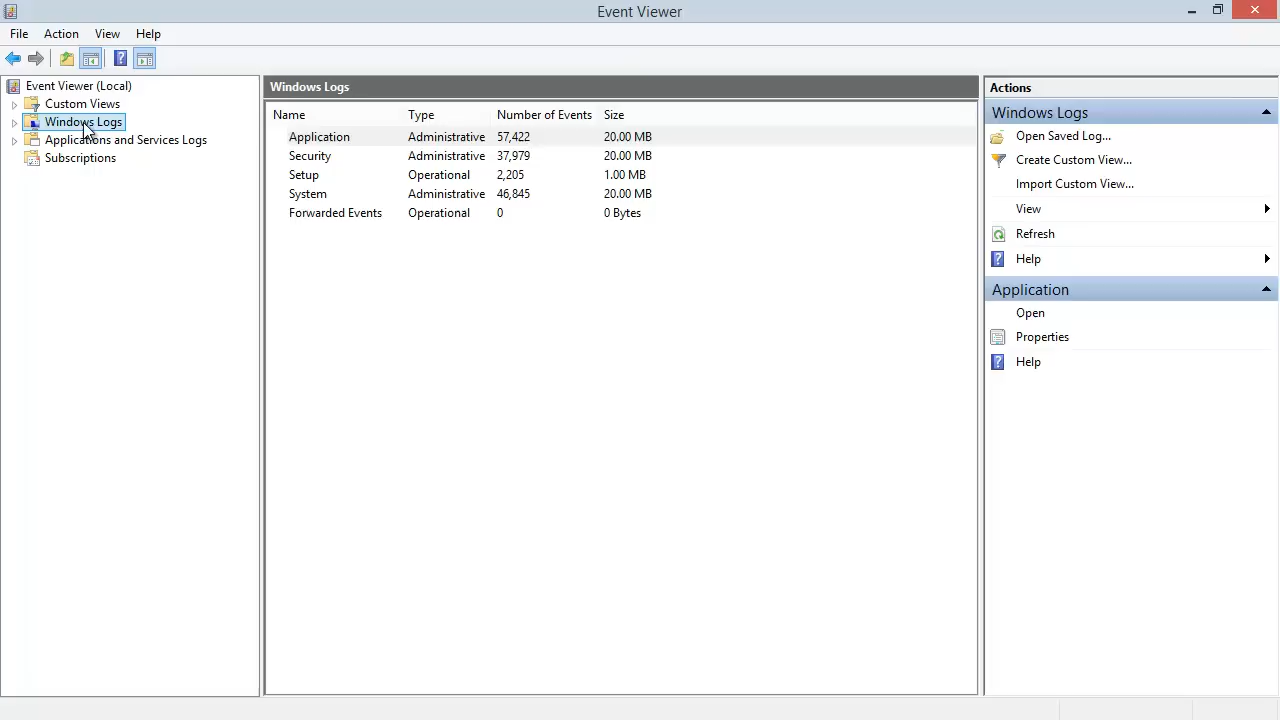 Event Viewer
File Action View Help
Event Viewer (Local)
Custom Views
Windows Logs
Applications and Services Logs
Subscriptions
Windows Logs
Name Type Number of Events Size
Application Administrative 57,422 20.00 MB
Security Administrative 37,979 20.00 MB
Setup Operational 2,205 1.00 MB
System Administrative 46,845 20.00 MB
Forwarded Events Operational 0 0 Bytes
Actions
Windows Logs
Open Saved Log...
Create Custom View...
Import Custom View...
View
Refresh
Help
Application
Open
Properties
Help